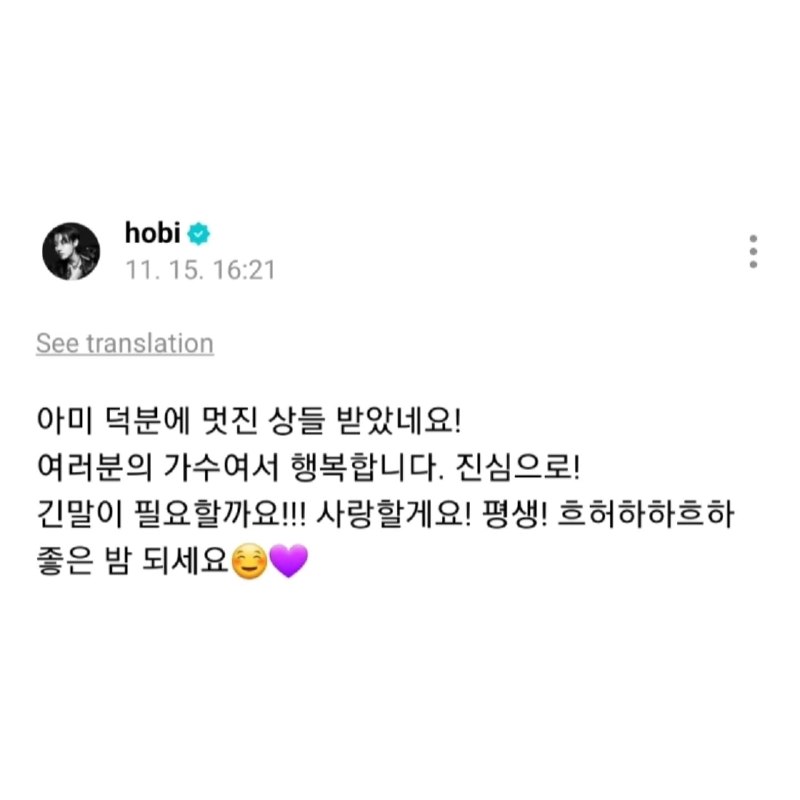 hobi
11. 15. 16:21
See translation
아미 덕분에 멋진 상들 받았네요!
여러분의 가수여서 행복합니다. 진심으로!
긴말이 필요할까요!!! 사랑할게요! 평생! 흐허하하흐하
좋은 밤 되세요☺️💜